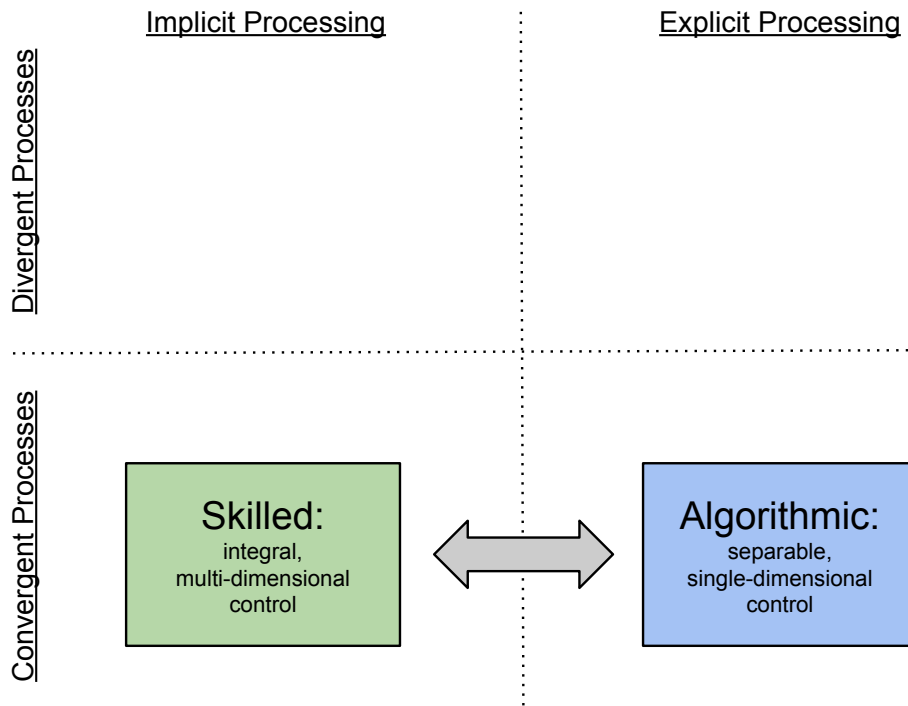 Implicit Processing
Explicit Processing
Divergent Processes
Convergent Processes
Skilled:
integral,
multi-dimensional
control
Algorithmic:
separable,
single-dimensional
control